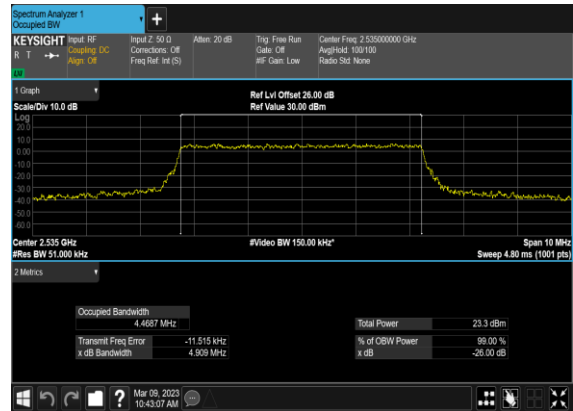 Spectrum Analyzer 1
Occupied BW
KEYSIGHT
R T
LXI
Input: RF
Coupling: DC
Align: Off
Input Z: 50 Ω
Corrections: Off
Freq Ref: Int (S)
Atten: 20 dB
Trig: Free Run
Gate: Off
#IF Gain: Low
Center Freq: 2.535000000 GHz
Avg|Hold: 100/100
Radio Std: None
1 Graph
Scale/Div 10.0 dB
Ref Lvl Offset 26.00 dB
Ref Value 30.00 dBm
Log
20.0
10.0
0.00
-10.0
-20.0
-30.0
-40.0
-50.0
-60.0
Center 2.535 GHz
#Res BW 51.000 kHz
#Video BW 150.00 kHz*
Span 10 MHz
Sweep 4.80 ms (1001 pts)
2 Metrics
Occupied Bandwidth
4.4687 MHz
Transmit Freq Error -11.515 kHz
x dB Bandwidth 4.909 MHz
Total Power 23.3 dBm
% of OBW Power 99.00 %
x dB -26.00 dB
Mar 09, 2023
10:43:07 AM